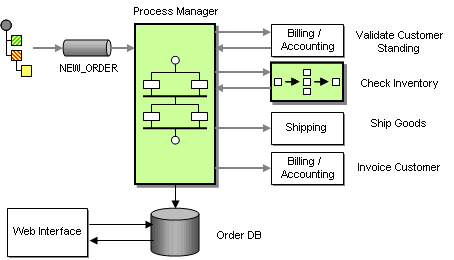 Process Manager
NEW_ORDER
Billing /
Accounting
Validate Customer
Standing
Check Inventory
Shipping
Ship Goods
Billing /
Accounting
Invoice Customer
Web Interface
Order DB